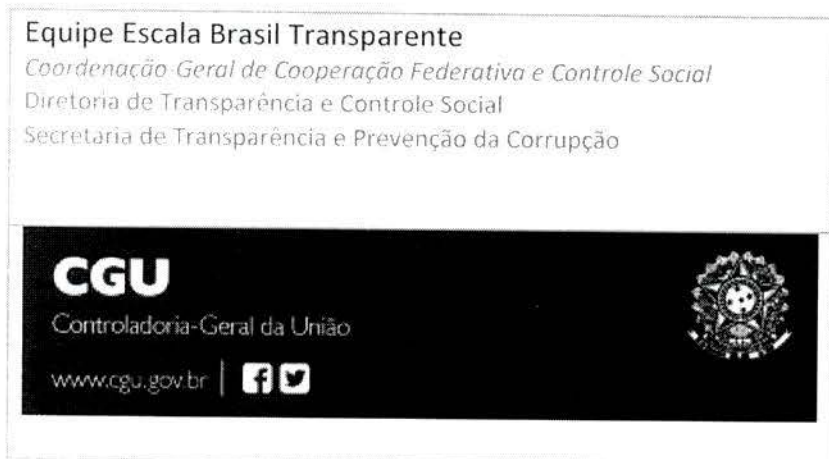 Equipe Escala Brasil Transparente
Coordenação-Geral de Cooperação Federativa e Controle Social
Diretoria de Transparência e Controle Social
Secretaria de Transparência e Prevenção da Corrupção
CGU
Controladoria-Geral da União
www.cgu.gov.br